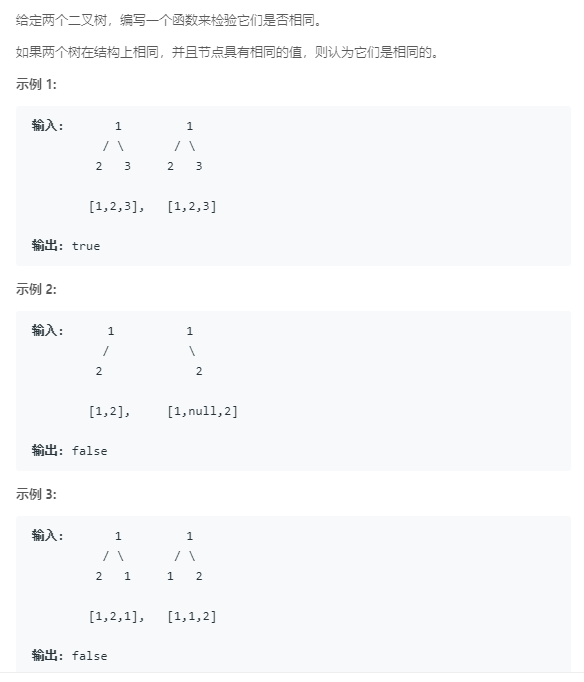 给定两个二叉树，编写一个函数来检验它们是否相同。
如果两个树在结构上相同，并且节点具有相同的值，则认为它们是相同的。
示例 1:
输入:       1         1
          / \       / \
         2   3     2   3
        [1,2,3],   [1,2,3]
输出: true
示例 2:
输入:      1          1
          /           \
         2             2
        [1,2],     [1,null,2]
输出: false
示例 3:
输入:       1         1
          / \       / \
         2   1     1   2
        [1,2,1],   [1,1,2]
输出: false